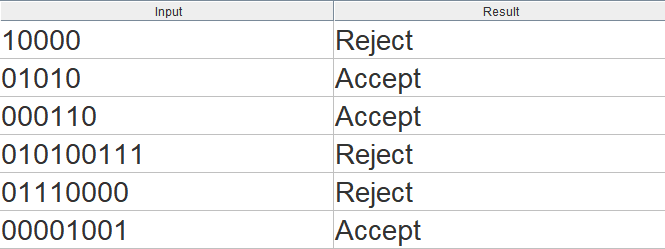 Input Result
10000 Reject
01010 Accept
000110 Accept
010100111 Reject
01110000 Reject
00001001 Accept